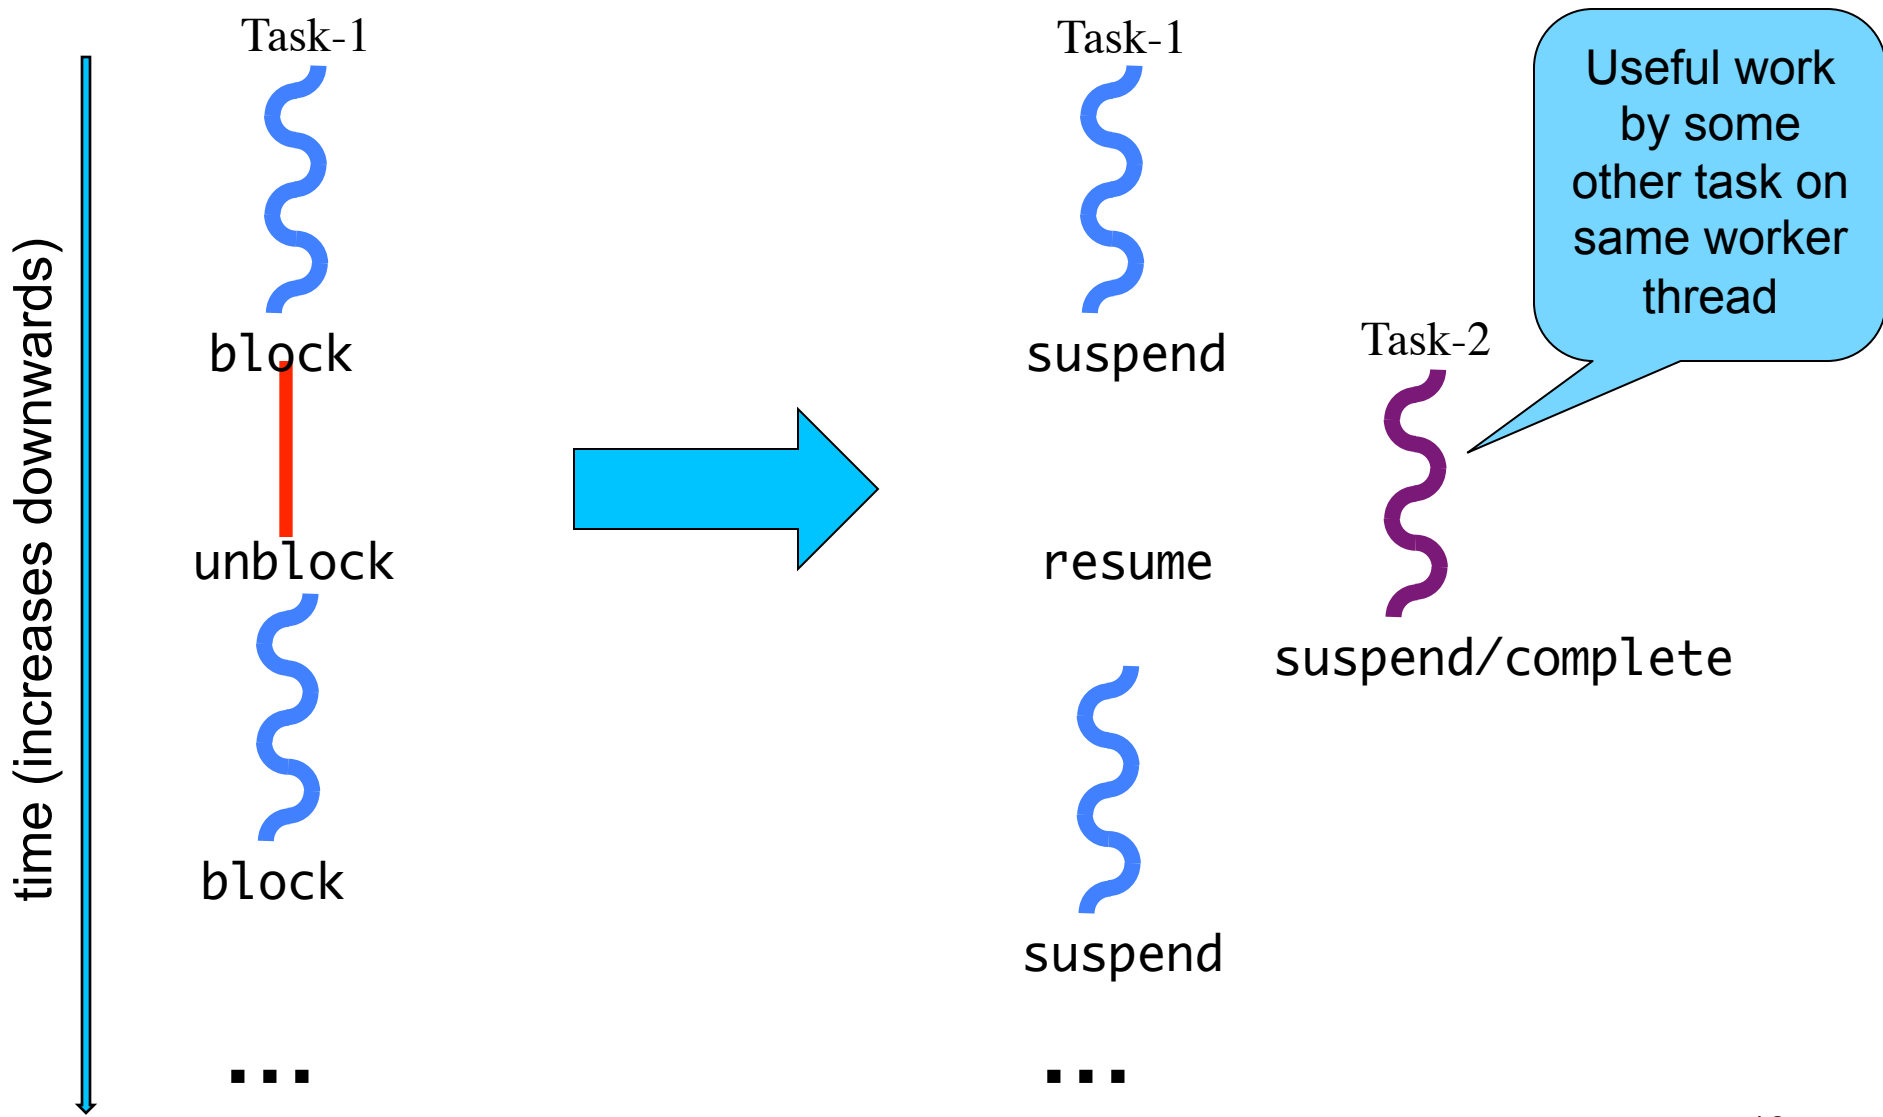 time (increases downwards)
Task-1
block
unblock
block
...
Task-1
suspend
resume
suspend
...
Task-2
suspend/complete
Useful work
by some
other task on
same worker
thread